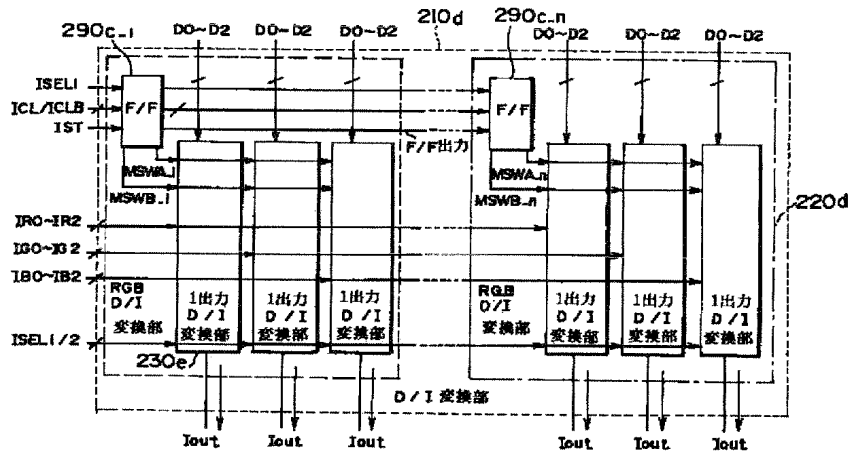 210d
290c_1
D0~D2
D0~D2
D0~D2
290c_n
D0~D2
D0~D2
D0~D2
ISEL1
ICL/ICLB
IST
F/F
F/F
F/F出力
MSWA_1
MSWB_1
MSWA_n
MSWB_n
220d
IR0~IR2
IG0~IG2
IB0~IB2
ISEL1/2
RGB
D/I
変換部
1出力
D/I
変換部
1出力
D/I
変換部
1出力
D/I
変換部
RGB
D/I
変換部
1出力
D/I
変換部
1出力
D/I
変換部
1出力
D/I
変換部
230e
D/I 変換部
Iout
Iout
Iout
Iout
Iout
Iout